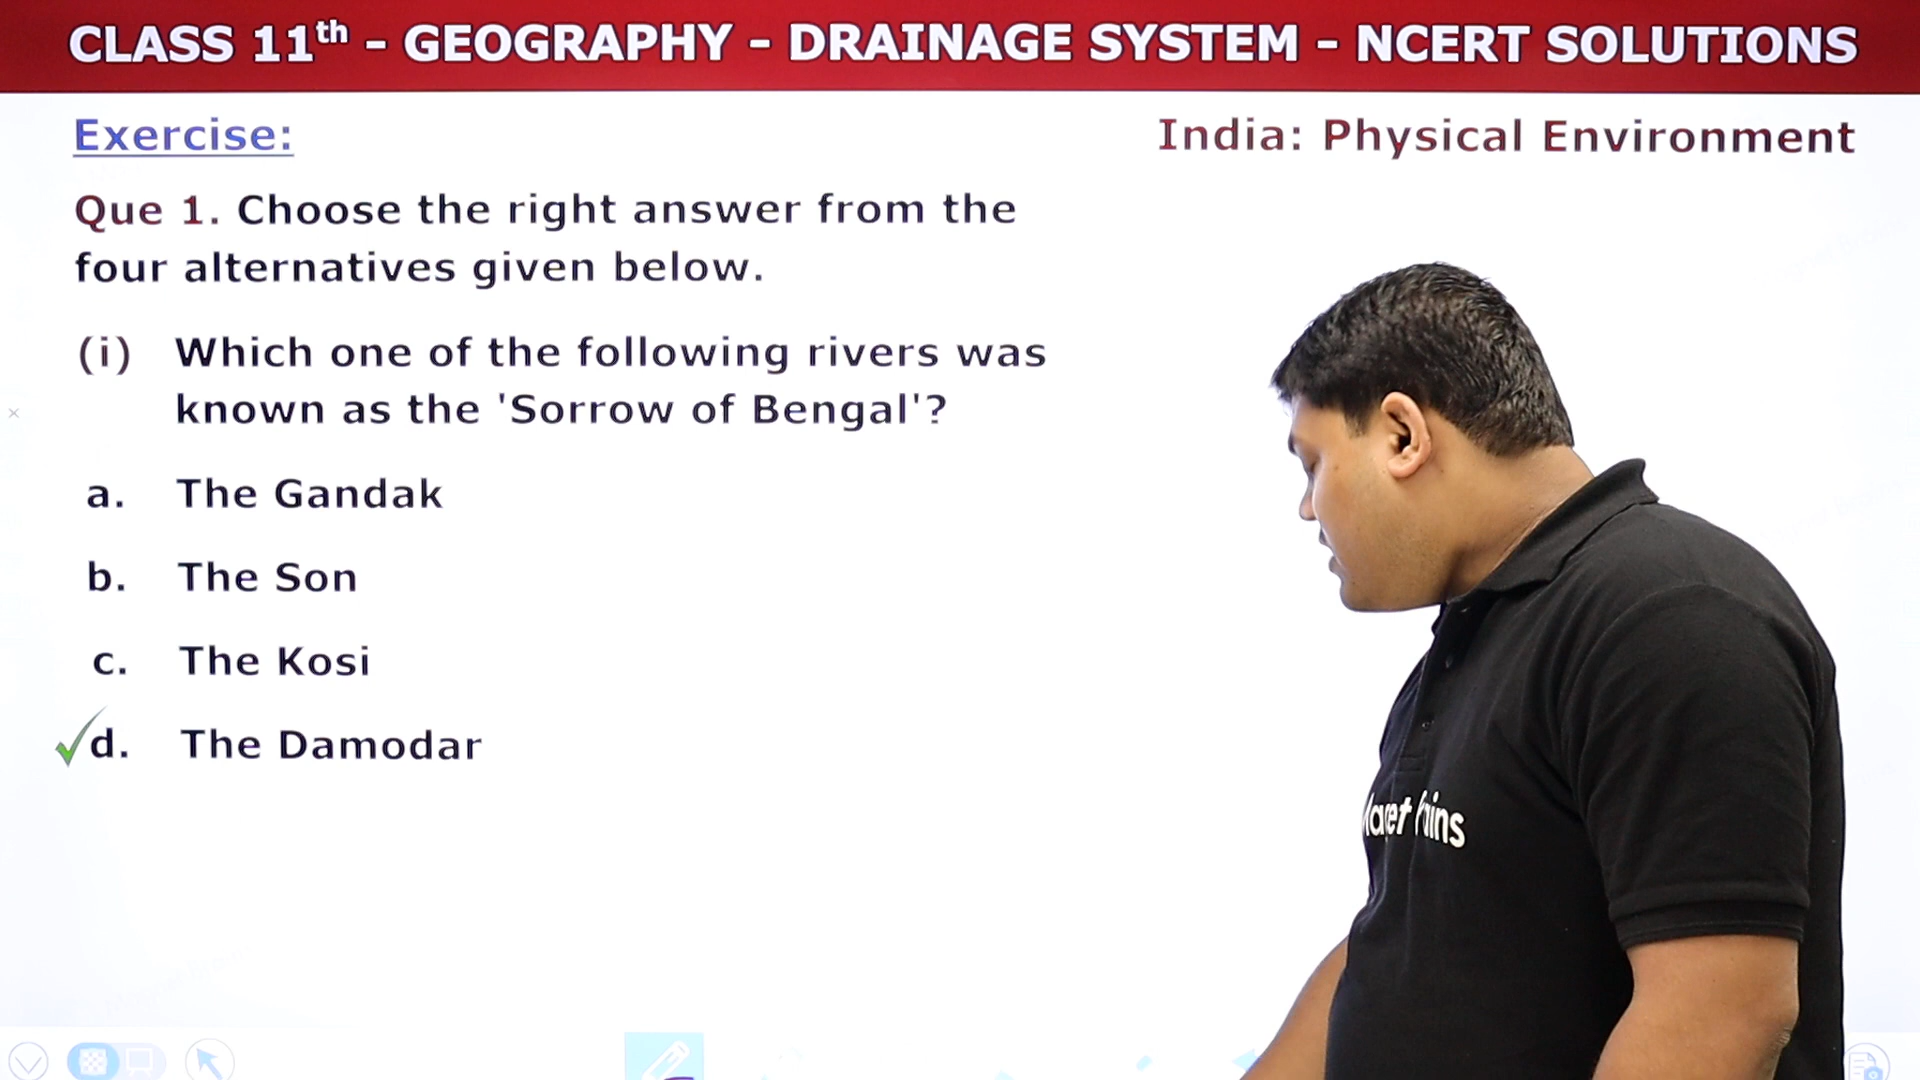 CLASS 11th - GEOGRAPHY - DRAINAGE SYSTEM - NCERT SOLUTIONS
Exercise:
India: Physical Environment
Que 1. Choose the right answer from the
four alternatives given below.
(i) Which one of the following rivers was
known as the 'Sorrow of Bengal'?
a. The Gandak
b. The Son
c. The Kosi
d. The Damodar